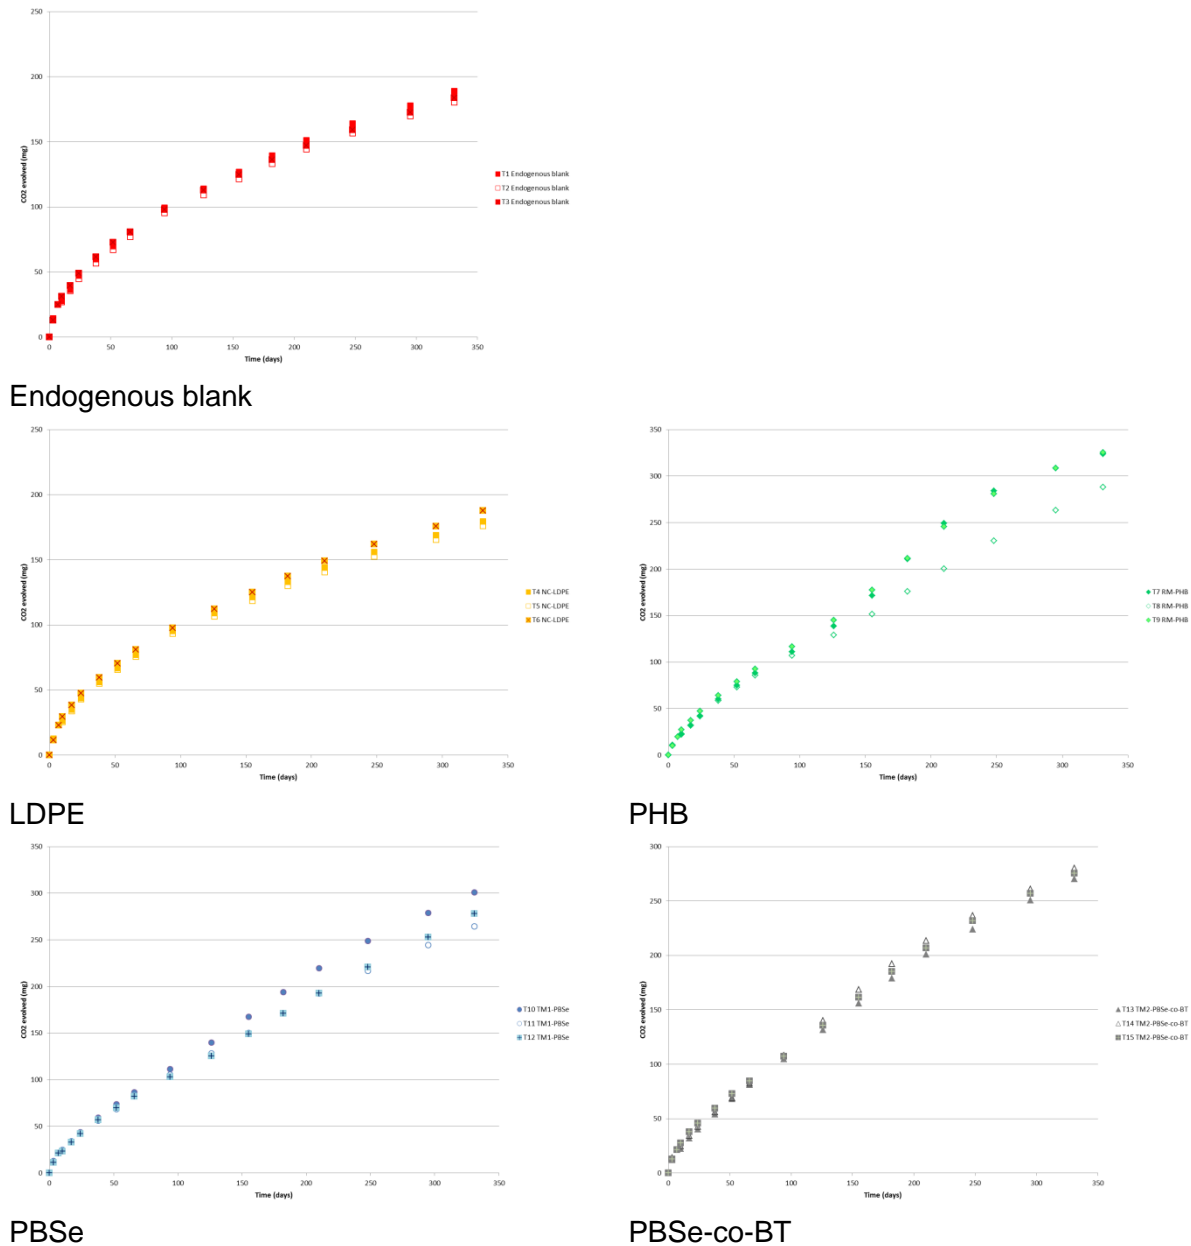 250
200
150
100
50
0
CO2 evolved (mg)
0 50 100 150 200 250 300 350
Time (days)
T1 Endogenous blank
T2 Endogenous blank
T3 Endogenous blank
Endogenous blank
250
200
150
100
50
0
CO2 evolved (mg)
0 50 100 150 200 250 300 350
Time (days)
T4 NC-LDPE
T5 NC-LDPE
T6 NC-LDPE
LDPE
350
300
250
200
150
100
50
0
CO2 evolved (mg)
0 50 100 150 200 250 300 350
Time (days)
T7 RM-PHB
T8 RM-PHB
T9 RM-PHB
PHB
350
300
250
200
150
100
50
0
CO2 evolved (mg)
0 50 100 150 200 250 300 350
Time (days)
T10 TM1-PBSe
T11 TM1-PBSe
T12 TM1-PBSe
PBSe
300
250
200
150
100
50
0
CO2 evolved (mg)
0 50 100 150 200 250 300 350
Time (days)
T13 TM2-PBSe-co-BT
T14 TM2-PBSe-co-BT
T15 TM2-PBSe-co-BT
PBSe-co-BT